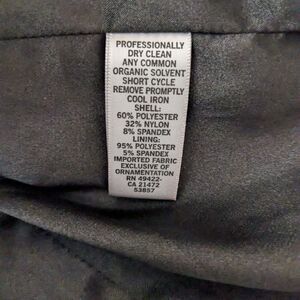 PROFESSIONALLY
DRY CLEAN
ANY COMMON
ORGANIC SOLVENT
SHORT CYCLE
REMOVE PROMPTLY
COOL IRON
SHELL:
60% POLYESTER
32% NYLON
8% SPANDEX
LINING:
95% POLYESTER
5% SPANDEX
IMPORTED FABRIC
EXCLUSIVE OF
ORNAMENTATION
RN 49422-
CA 21472
53857